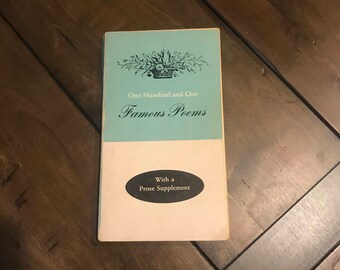 One Hundred and One
Famous Poems
With a
Prose Supplement